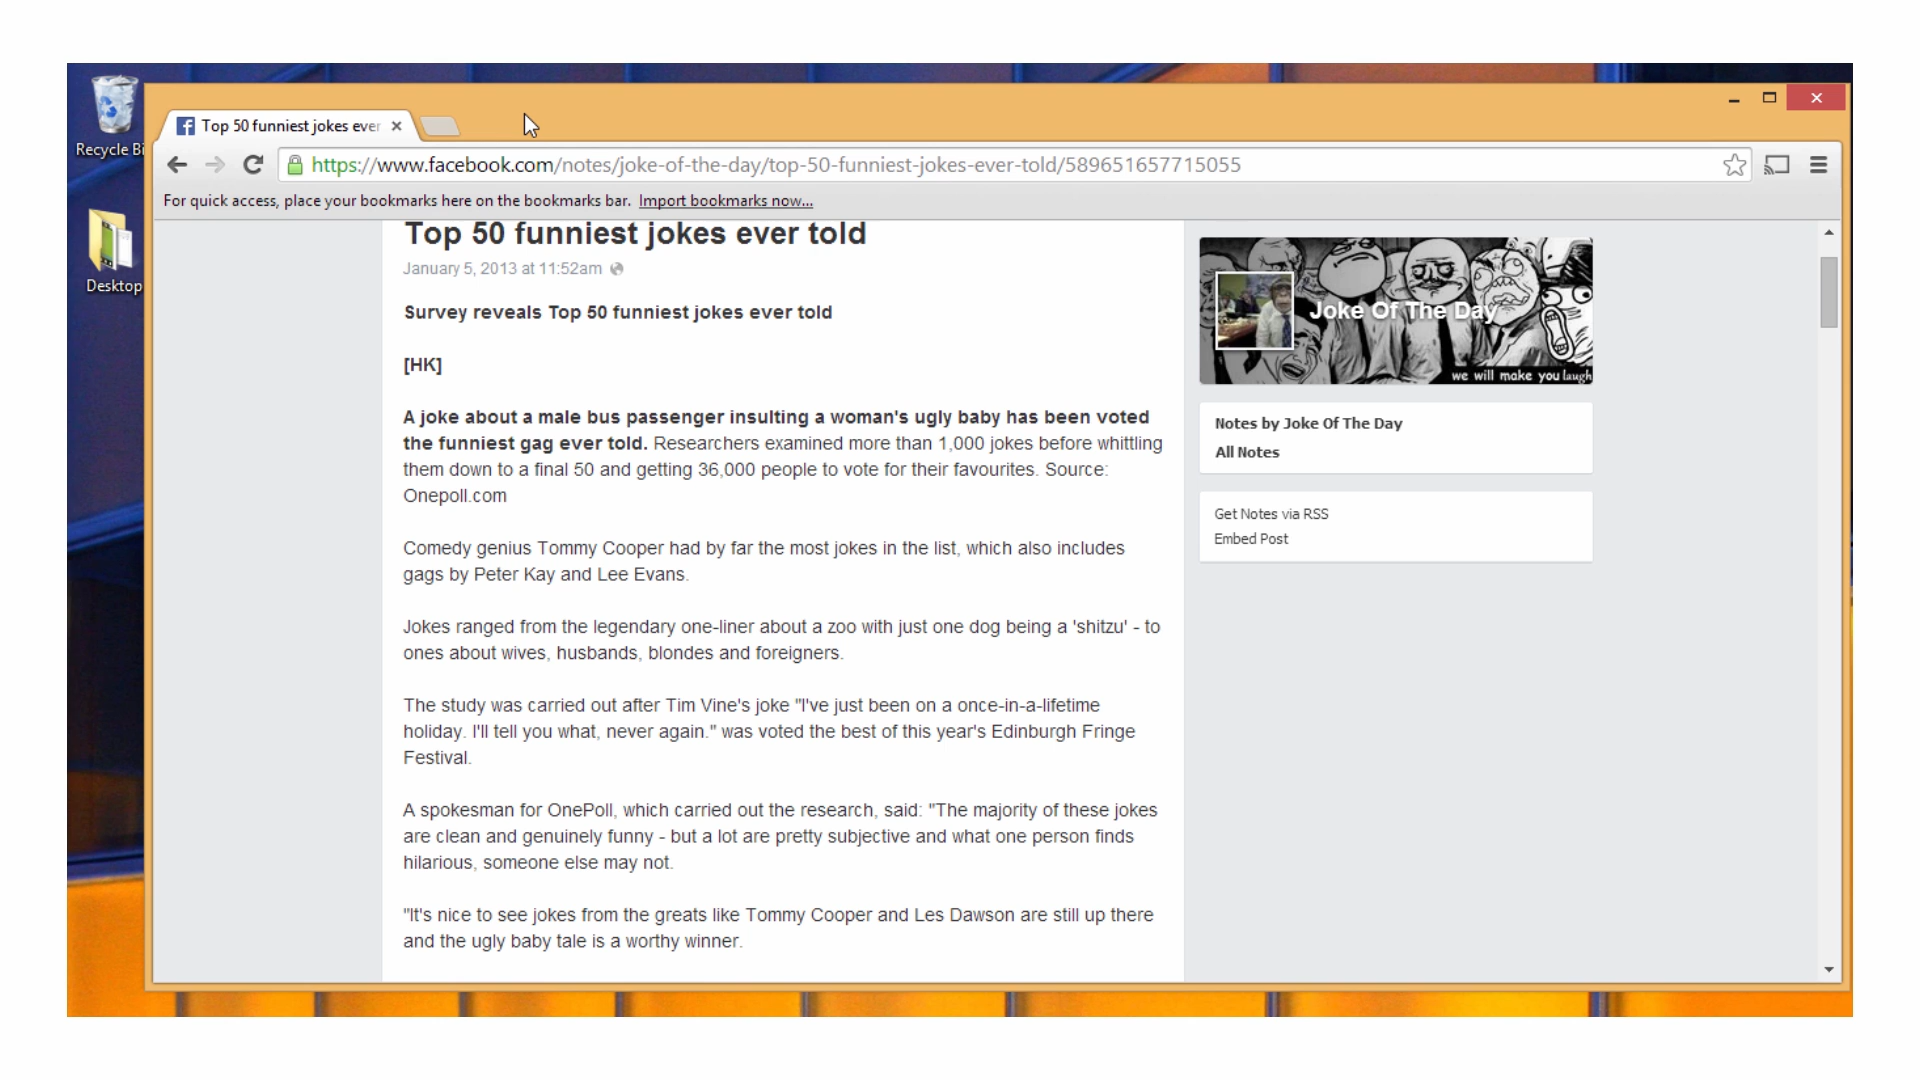 Recycle Bi
Desktop
Top 50 funniest jokes ever
https://www.facebook.com/notes/joke-of-the-day/top-50-funniest-jokes-ever-told/589651657715055
For quick access, place your bookmarks here on the bookmarks bar. Import bookmarks now...
Top 50 funniest jokes ever told
January 5, 2013 at 11:52am
Survey reveals Top 50 funniest jokes ever told
[HK]
A joke about a male bus passenger insulting a woman's ugly baby has been voted
the funniest gag ever told. Researchers examined more than 1,000 jokes before whittling
them down to a final 50 and getting 36,000 people to vote for their favourites. Source:
Onepoll.com
Comedy genius Tommy Cooper had by far the most jokes in the list, which also includes
gags by Peter Kay and Lee Evans.
Jokes ranged from the legendary one-liner about a zoo with just one dog being a 'shitzu' - to
ones about wives, husbands, blondes and foreigners.
The study was carried out after Tim Vine's joke "I've just been on a once-in-a-lifetime
holiday. I'll tell you what, never again." was voted the best of this year's Edinburgh Fringe
Festival.
A spokesman for OnePoll, which carried out the research, said: "The majority of these jokes
are clean and genuinely funny - but a lot are pretty subjective and what one person finds
hilarious, someone else may not.
"It's nice to see jokes from the greats like Tommy Cooper and Les Dawson are still up there
and the ugly baby tale is a worthy winner.
Joke Of The Day
we will make you laugh
Notes by Joke Of The Day
All Notes
Get Notes via RSS
Embed Post